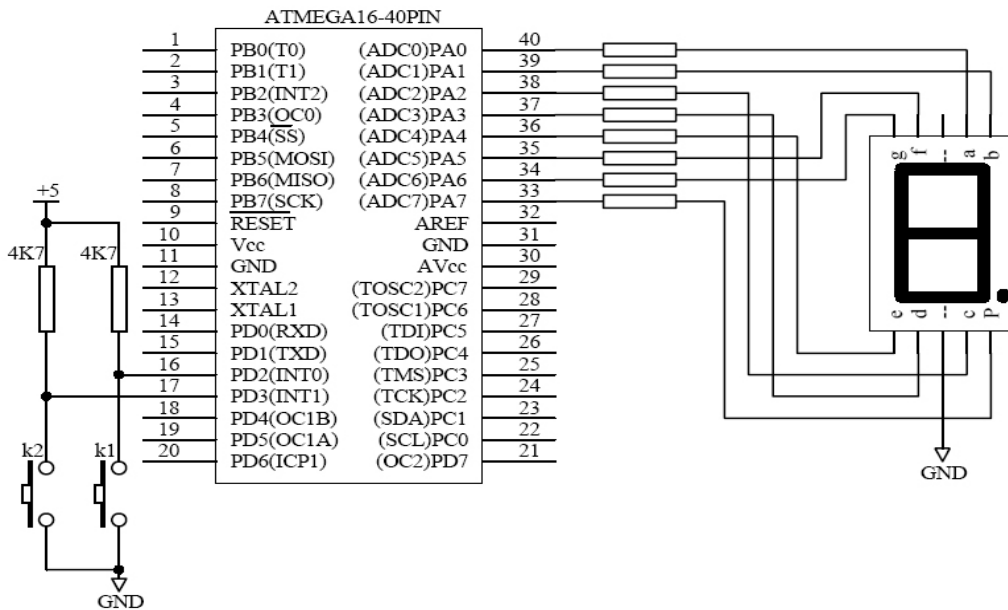 ATMEGA16-40PIN
1 PB0(T0) (ADC0)PA0 40
2 PB1(T1) (ADC1)PA1 39
3 PB2(INT2) (ADC2)PA2 38
4 PB3(OC0) (ADC3)PA3 37
5 PB4(SS) (ADC4)PA4 36
6 PB5(MOSI) (ADC5)PA5 35
7 PB6(MISO) (ADC6)PA6 34
8 PB7(SCK) (ADC7)PA7 33
9 RESET AREF 32
10 Vcc GND 31
11 GND AVcc 30
12 XTAL2 (TOSC2)PC7 29
13 XTAL1 (TOSC1)PC6 28
14 PD0(RXD) (TDI)PC5 27
15 PD1(TXD) (TDO)PC4 26
16 PD2(INT0) (TMS)PC3 25
17 PD3(INT1) (TCK)PC2 24
18 PD4(OC1B) (SDA)PC1 23
19 PD5(OC1A) (SCL)PC0 22
20 PD6(ICP1) (OC2)PD7 21
+5
4K7 4K7
k2 k1
GND
g f -- a b
e d -- c P
GND